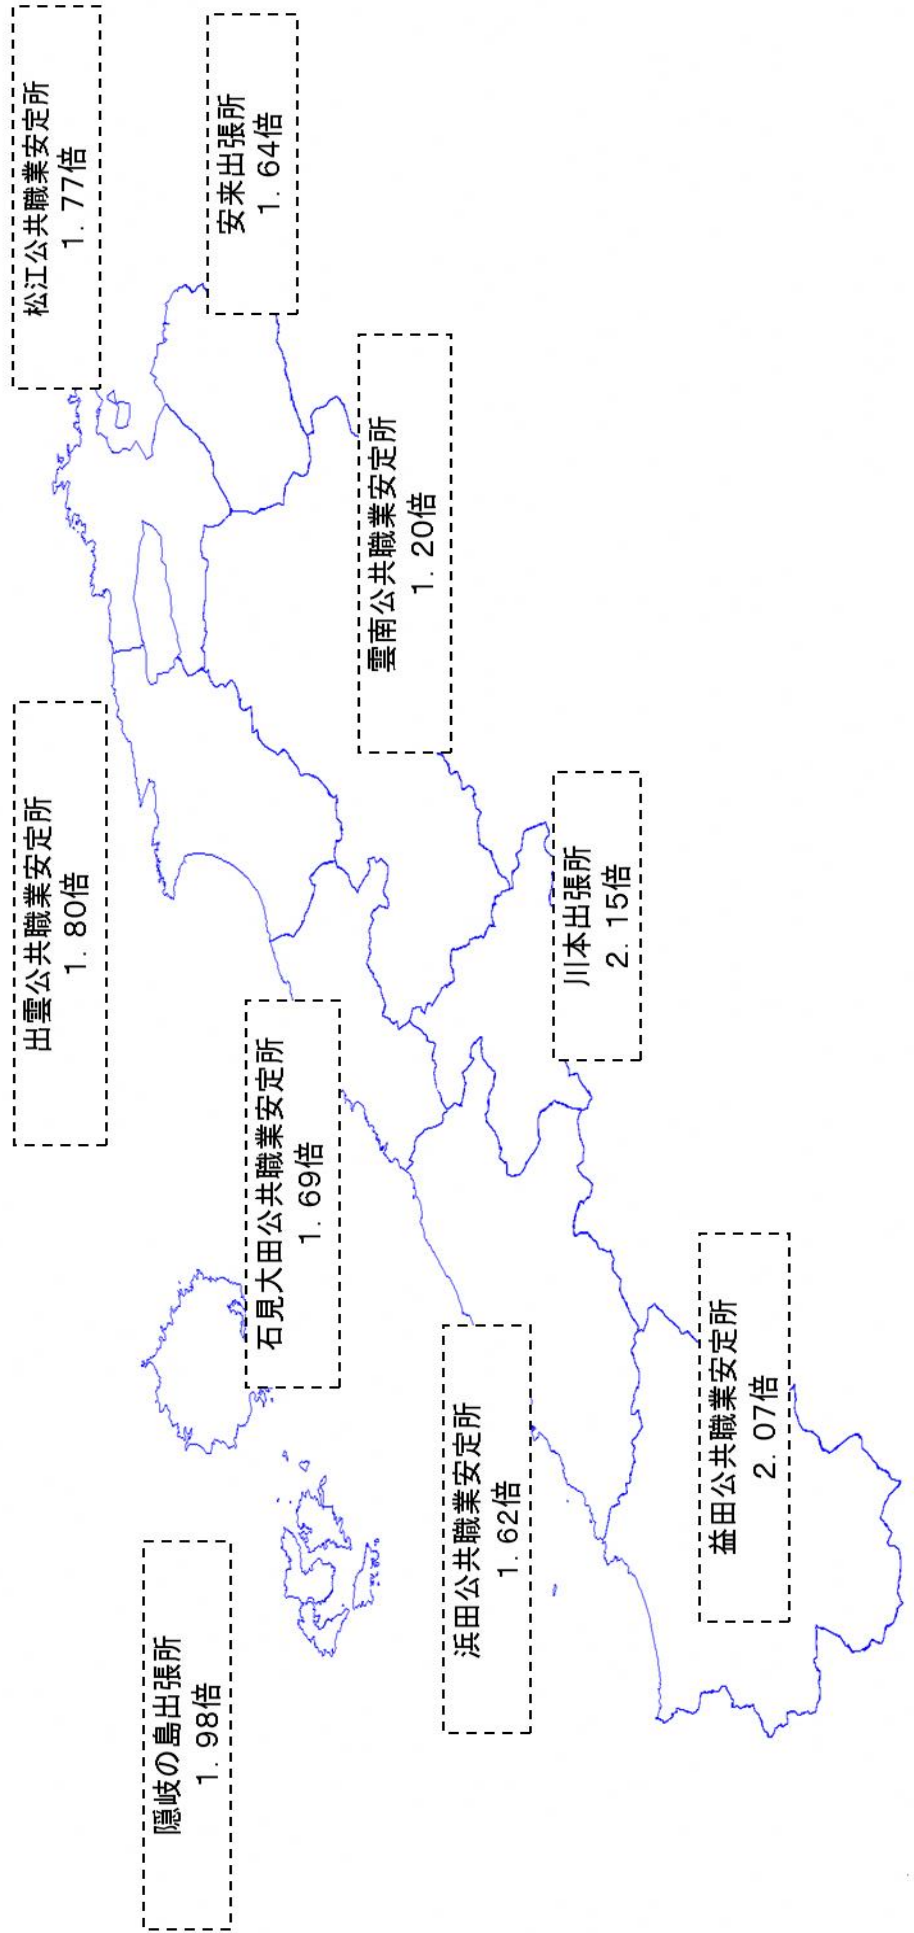 隠岐の島出張所
1. 98倍
出雲公共職業安定所
1. 80倍
松江公共職業安定所
1. 77倍
安来出張所
1. 64倍
石見大田公共職業安定所
1. 69倍
雲南公共職業安定所
1. 20倍
浜田公共職業安定所
1. 62倍
川本出張所
2. 15倍
益田公共職業安定所
2. 07倍